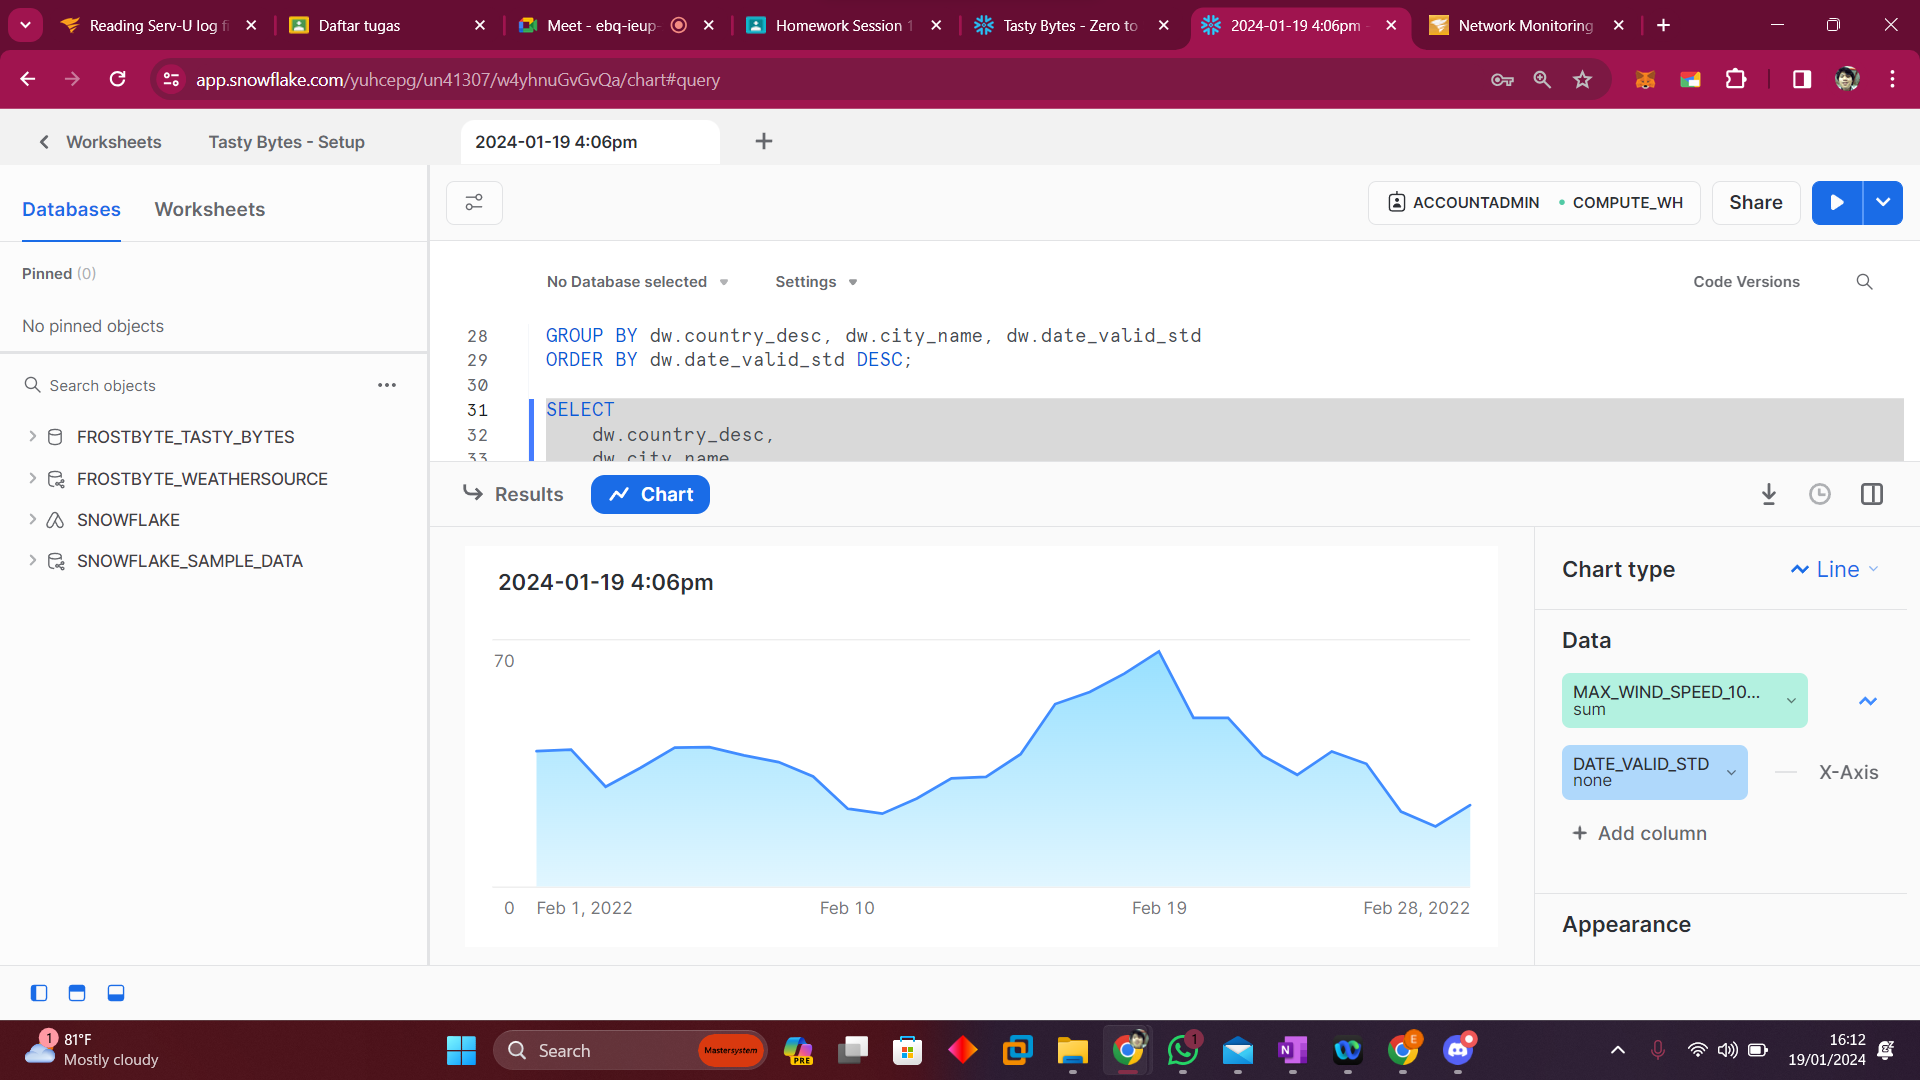 Reading Serv-U log fi
Daftar tugas
Meet - ebq-ieup-
Homework Session 1
Tasty Bytes - Zero to
2024-01-19 4:06pm -
Network Monitoring
app.snowflake.com/yuhcepg/un41307/w4yhnuGvGvQa/chart#query
Worksheets
Tasty Bytes - Setup
2024-01-19 4:06pm
Databases
Worksheets
ACCOUNTADMIN
COMPUTE_WH
Share
Pinned (0)
No pinned objects
No Database selected
Settings
Code Versions
28 GROUP BY dw.country_desc, dw.city_name, dw.date_valid_std
29 ORDER BY dw.date_valid_std DESC;
30
31 SELECT
32 dw.country_desc,
33 dw.city_name
Search objects
FROSTBYTE_TASTY_BYTES
FROSTBYTE_WEATHERSOURCE
SNOWFLAKE
SNOWFLAKE_SAMPLE_DATA
Results
Chart
2024-01-19 4:06pm
70
0
Feb 1, 2022
Feb 10
Feb 19
Feb 28, 2022
Chart type
Line
Data
MAX_WIND_SPEED_10...
sum
DATE_VALID_STD
none
X-Axis
+ Add column
Appearance
1
81°F
Mostly cloudy
Search
Mastersystem
PRE
1
E
16:12
19/01/2024